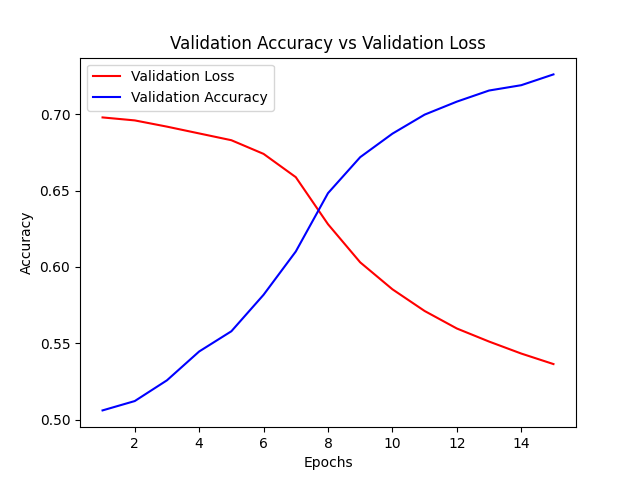 Validation Accuracy vs Validation Loss
Validation Loss
Validation Accuracy
Accuracy
0.70
0.65
0.60
0.55
0.50
2 4 6 8 10 12 14
Epochs